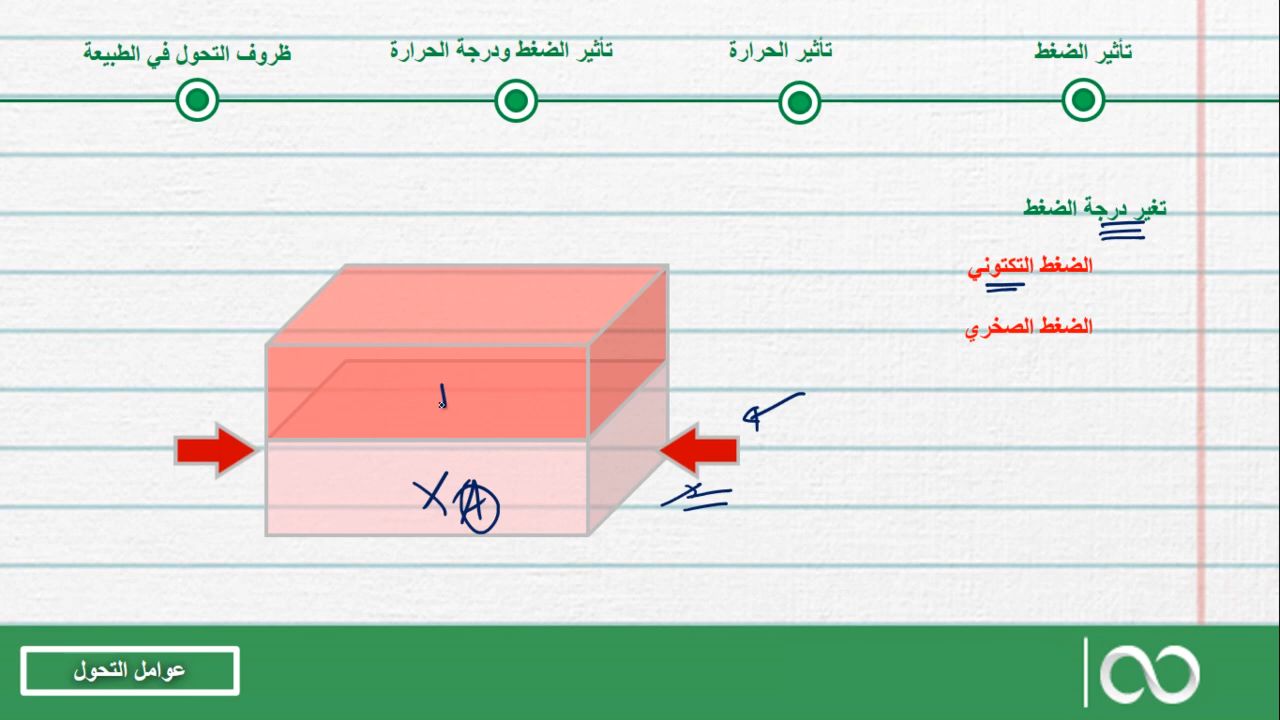 تأثير الضغط
تأثير الحرارة
تأثير الضغط ودرجة الحرارة
ظروف التحول في الطبيعة
تغير درجة الضغط
الضغط التكتوني
الضغط الصخري
X A
عوامل التحول